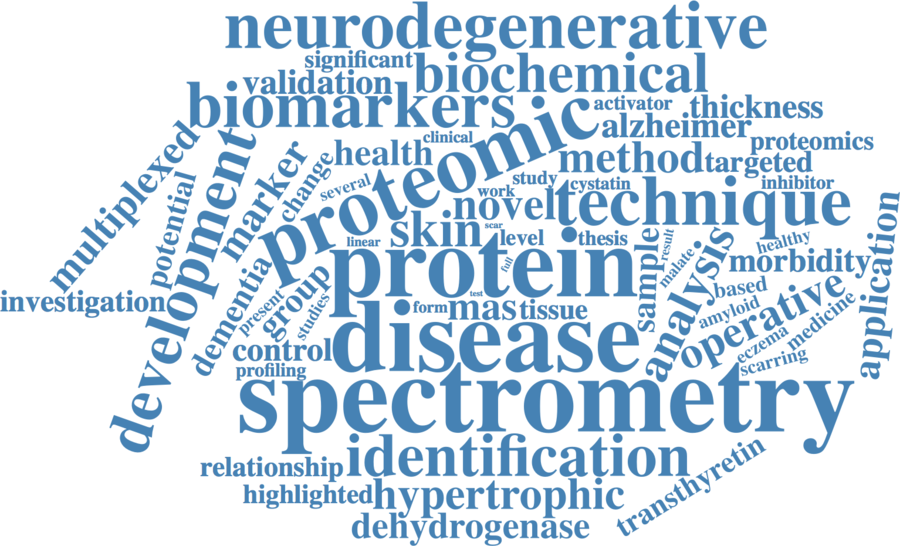 neurodegenerative
significant
biochemical
validation
biomarkers
activator
thickness
alzheimer
clinical
proteomics
multiplexed
development
marker
change
health
proteomic
method
targeted
several
work
study
cystatin
inhibitor
potential
novel
technique
skin
scar
level
thesis
linear
protein
full
sample
result
malate
analysis
healthy
morbidity
application
investigation
dementia
present
group
studies
form
mas
test
tissue
based
amyloid
operative
medicine
eczema
scarring
control
disease
profiling
spectrometry
relationship
identification
highlighted
hypertrophic
transthyretin
dehydrogenase